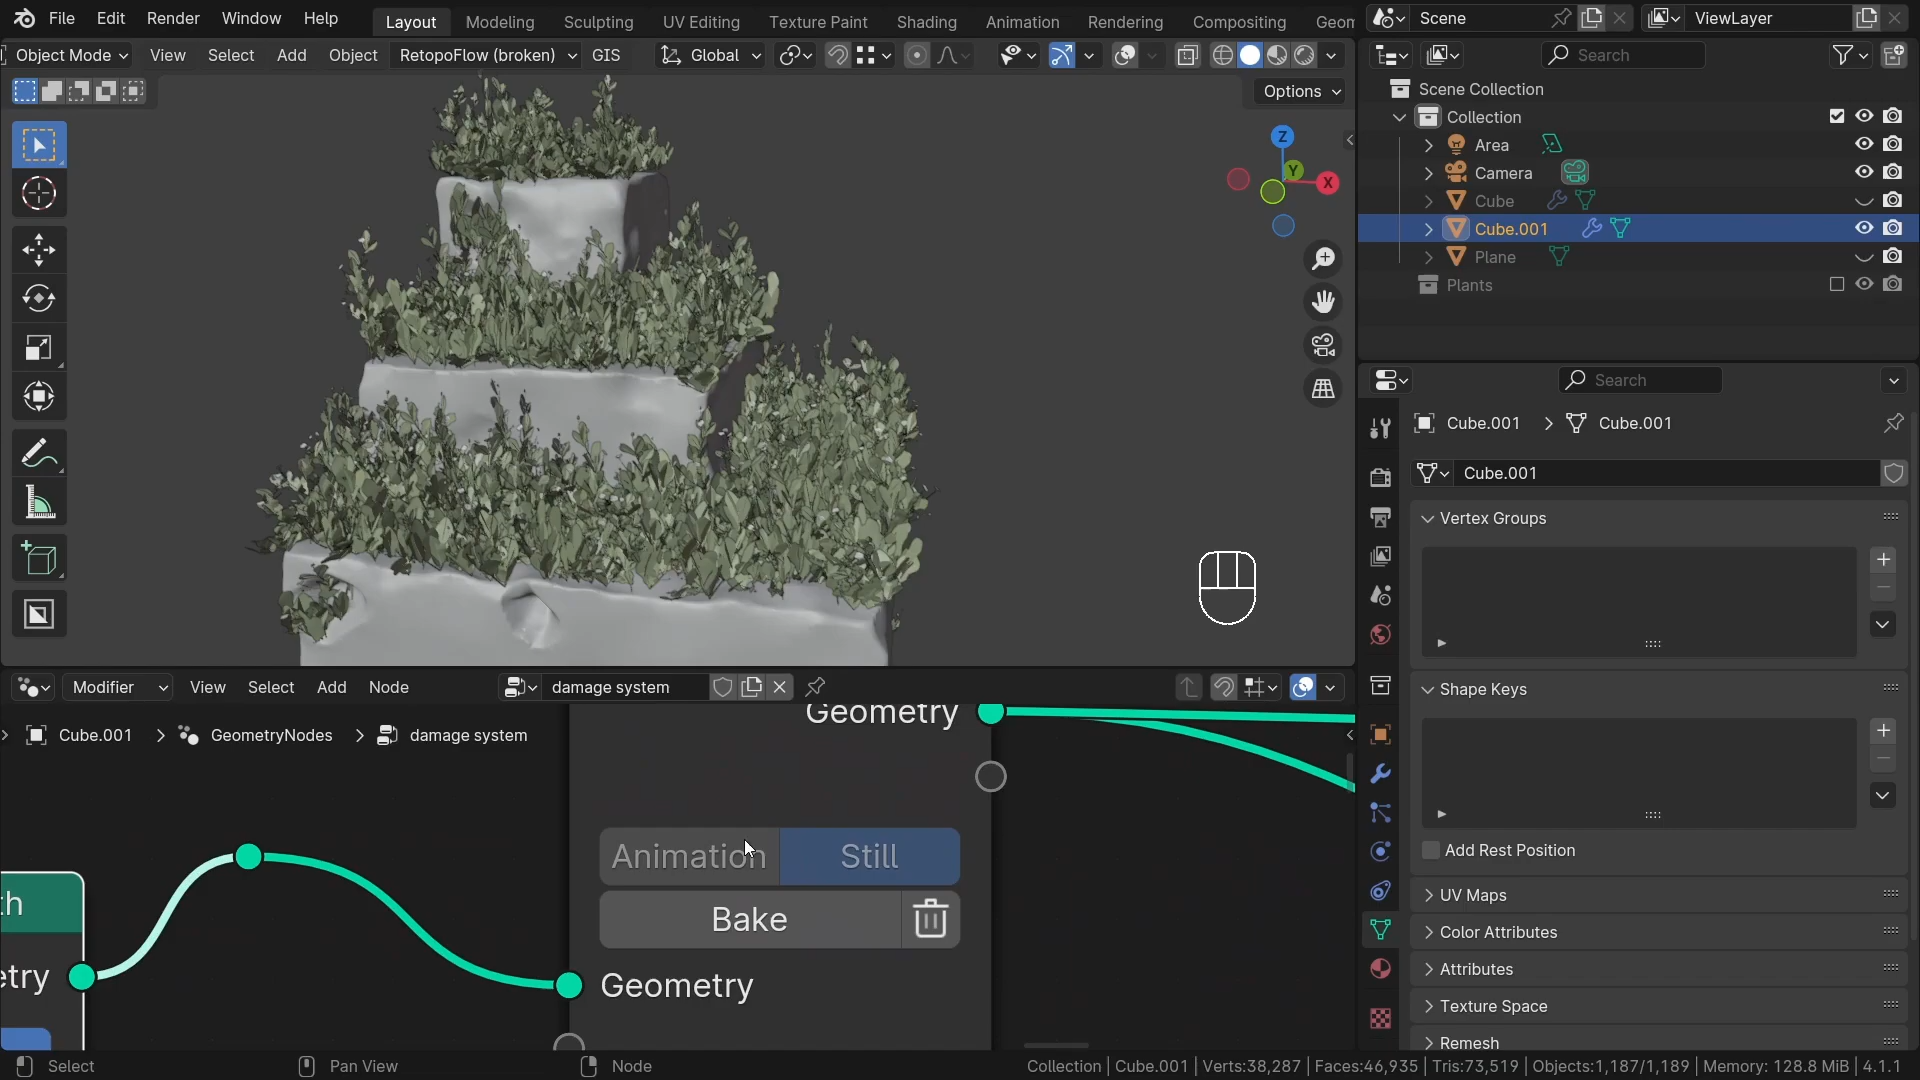 File Edit Render Window Help Layout Modeling Sculpting UV Editing Texture Paint Shading Animation Rendering Compositing Geom
Scene
ViewLayer
Object Mode View Select Add Object RetopoFlow (broken) GIS Global
Search
Options
Scene Collection
Collection
Area
Camera
Cube
Cube.001
Plane
Plants
Z
Y
X
Search
Cube.001 > Cube.001
Cube.001
Vertex Groups
Shape Keys
Add Rest Position
UV Maps
Color Attributes
Attributes
Texture Space
Remesh
Modifier View Select Add Node damage system
Cube.001 > GeometryNodes > damage system
Geometry
Animation Still
Bake
Geometry
th
etry
Select Pan View Node
Collection | Cube.001 | Verts:38,287 | Faces:46,935 | Tris:73,519 | Objects:1,187/1,189 | Memory: 128.8 MiB | 4.1.1